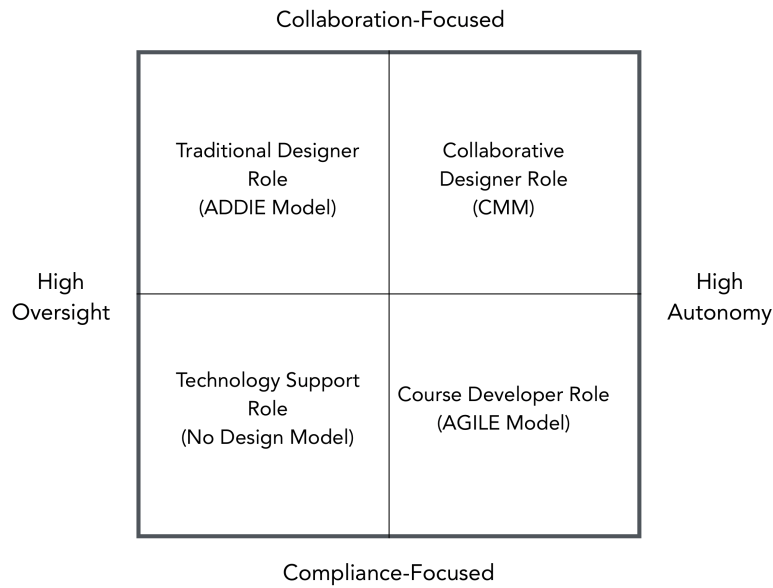 Collaboration-Focused
Traditional Designer
Role
(ADDIE Model)
Collaborative
Designer Role
(CMM)
High
Oversight
High
Autonomy
Technology Support
Role
(No Design Model)
Course Developer Role
(AGILE Model)
Compliance-Focused